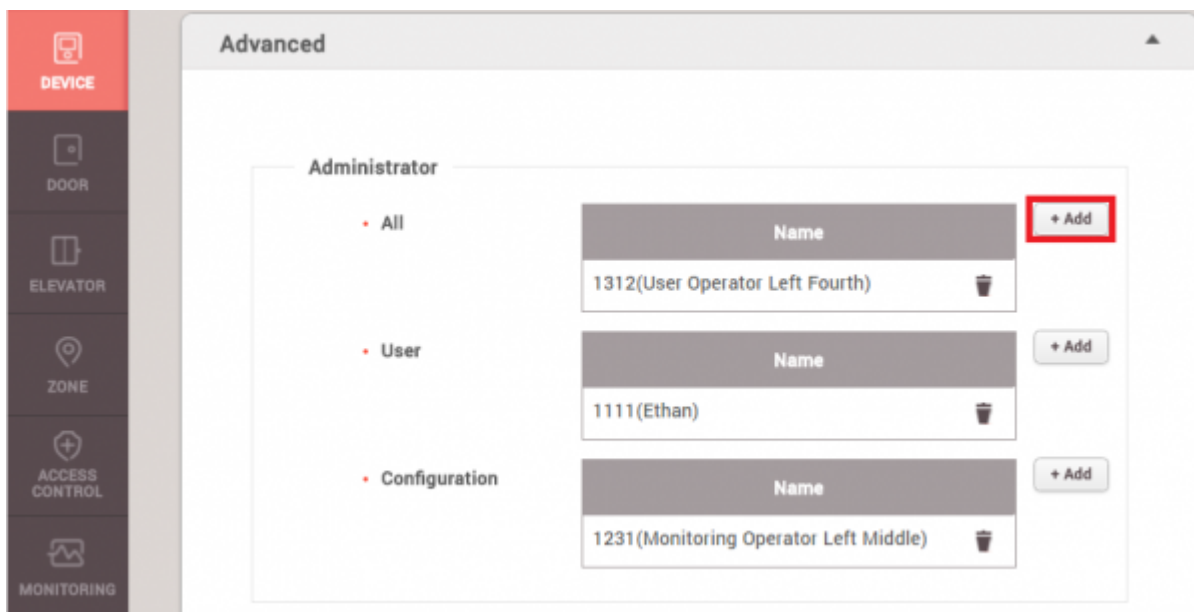 DEVICE
DOOR
ELEVATOR
ZONE
ACCESS
CONTROL
MONITORING
Advanced
Administrator
All
Name
+ Add
1312(User Operator Left Fourth)
User
Name
+ Add
1111(Ethan)
Configuration
Name
+ Add
1231(Monitoring Operator Left Middle)